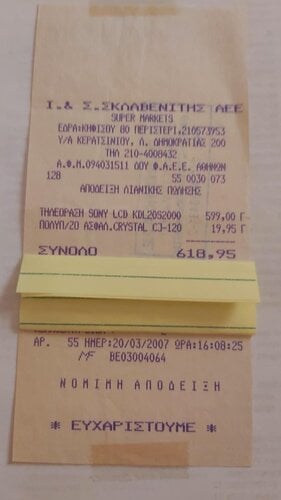 Ι. & Σ.ΣΚΛΑΒΕΝΙΤΗΣ ΑΕΕ
SUPER MARKETS
ΕΔΡΑ:ΚΗΦΙΣΟΥ 80 ΠΕΡΙΣΤΕΡΙ,210573953
Υ/Α ΚΕΡΑΤΣΙΝΙΟΥ, Λ. ΔΗΜΟΚΡΑΤΙΑΣ 200
ΤΗΛ 210-4008432
Α.Φ.Μ.094031511 ΔΟΥ Φ.Α.Ε.Ε. ΑΘΗΝΩΝ
128 55 0030 073
ΑΠΟΔΕΙΞΗ ΛΙΑΝΙΚΗΣ ΠΩΛΗΣΗΣ
ΤΗΛΕΟΡΑΣΗ SONY LCD KDL20S2000 599,00 Γ
ΠΟΛΥΠ/20 ΑΣΦΑΛ.CRYSTAL CJ-120 19,95 Γ
ΣΥΝΟΛΟ 618,95
ΑΡ. 55 ΗΜΕΡ:20/03/2007 ΩΡΑ:16:08:25
MF BE03004064
ΝΟΜΙΜΗ ΑΠΟΔΕΙΞΗ
* ΕΥΧΑΡΙΣΤΟΥΜΕ *